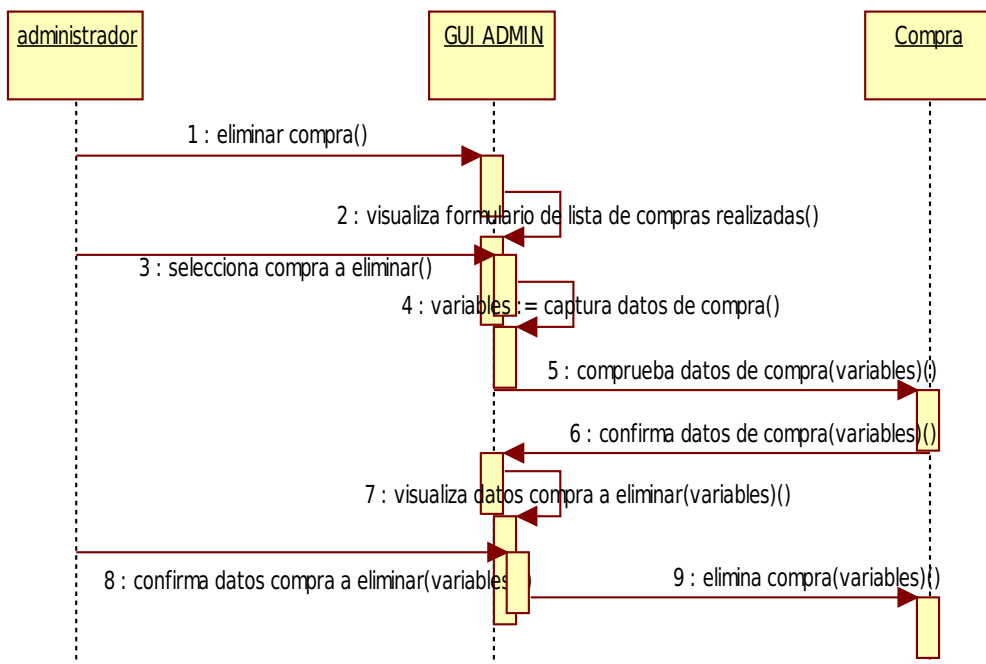 administrador
GUI ADMIN
Compra
1 : eliminar compra()
2 : visualiza formulario de lista de compras realizadas()
3 : selecciona compra a eliminar()
4 : variables := captura datos de compra()
5 : comprueba datos de compra(variables)()
6 : confirma datos de compra(variables)()
7 : visualiza datos compra a eliminar(variables)()
8 : confirma datos compra a eliminar(variables)()
9 : elimina compra(variables)()